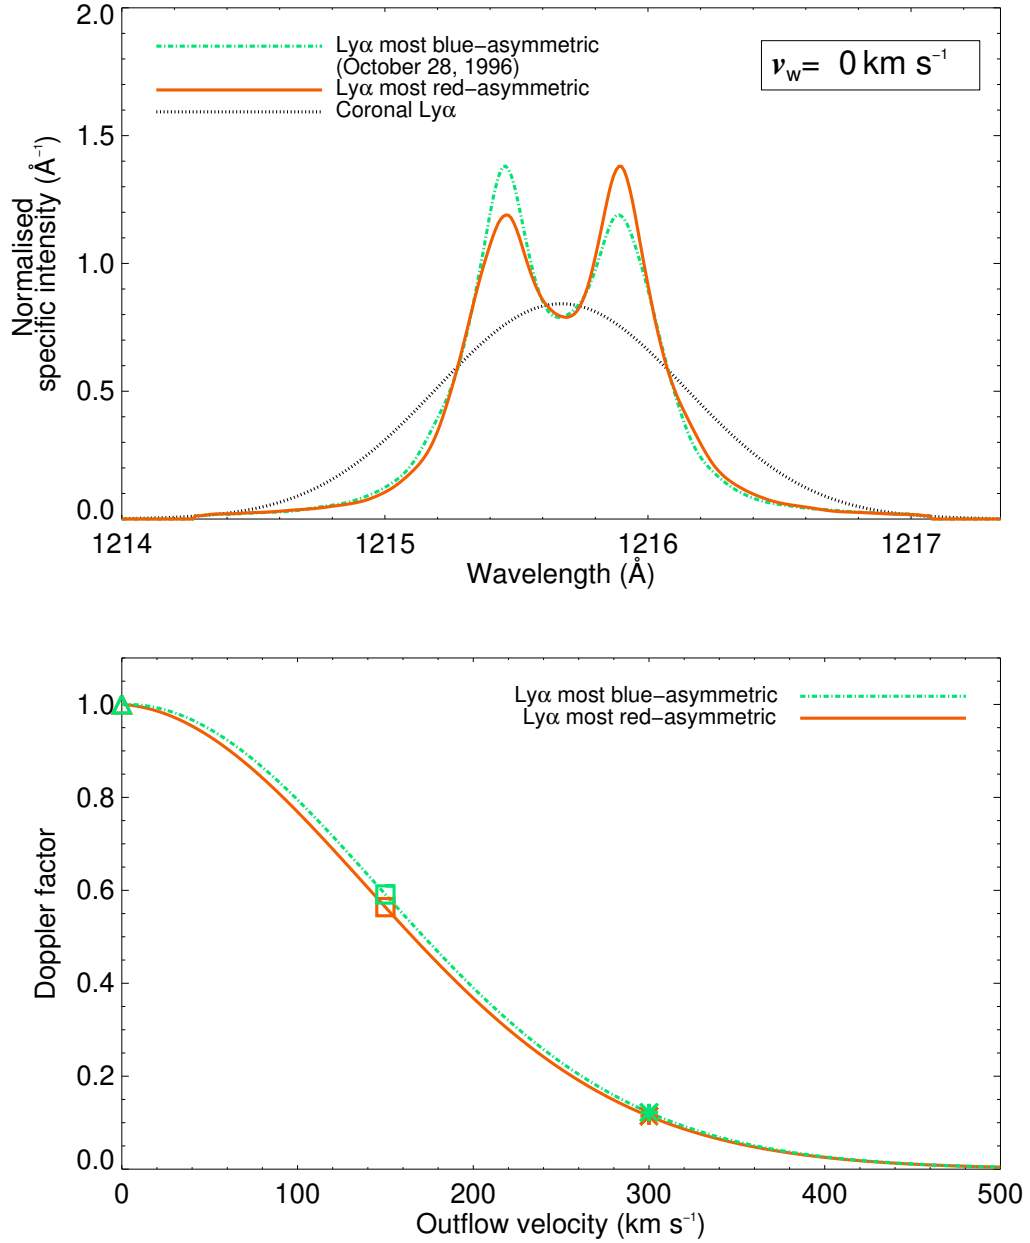 2.0
1.5
1.0
0.5
0.0
Normalised
specific intensity (Å⁻¹)
Lyα most blue−asymmetric
(October 28, 1996)
Lyα most red−asymmetric
Coronal Lyα
v_w= 0 km s⁻¹
1214 1215 1216 1217
Wavelength (Å)
1.0
0.8
0.6
0.4
0.2
0.0
Doppler factor
Lyα most blue−asymmetric
Lyα most red−asymmetric
0 100 200 300 400 500
Outflow velocity (km s⁻¹)